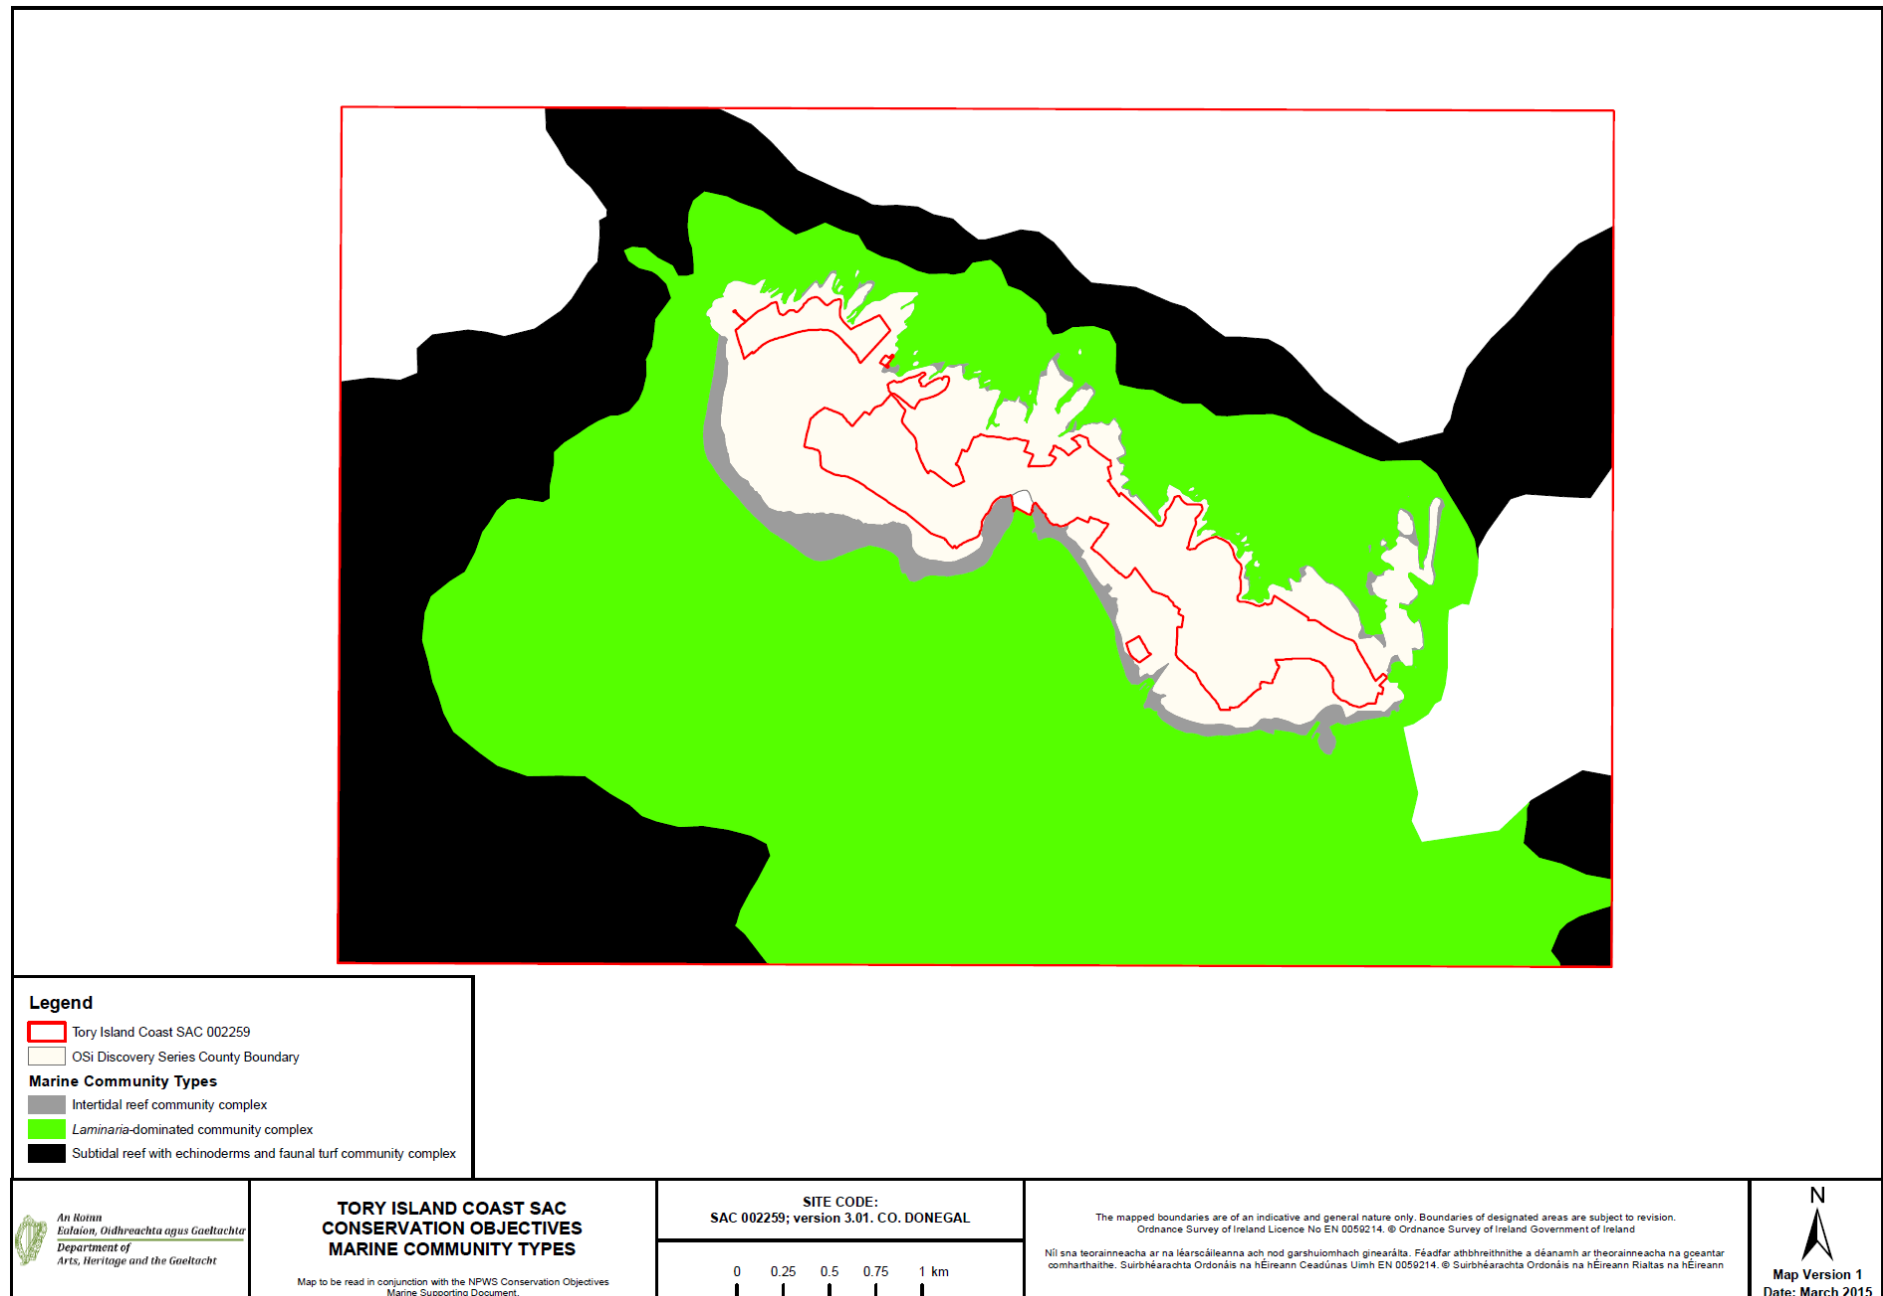 Legend
Tory Island Coast SAC 002259
OSi Discovery Series County Boundary
Marine Community Types
Intertidal reef community complex
Laminaria-dominated community complex
Subtidal reef with echinoderms and faunal turf community complex
An Roinn
Ealaíon, Oidhreachta agus Gaeltachta
Department of
Arts, Heritage and the Gaeltacht
TORY ISLAND COAST SAC
CONSERVATION OBJECTIVES
MARINE COMMUNITY TYPES
Map to be read in conjunction with the NPWS Conservation Objectives
Marine Supporting Document.
SITE CODE:
SAC 002259; version 3.01. CO. DONEGAL
0 0.25 0.5 0.75 1 km
The mapped boundaries are of an indicative and general nature only. Boundaries of designated areas are subject to revision.
Ordnance Survey of Ireland Licence No EN 0059214. © Ordnance Survey of Ireland Government of Ireland
Níl sna teorainneacha ar na léarscáileanna ach nod garshuiomhach ginearálta. Féadfar athbhreithnithe a déanamh ar theorainneacha na gceantar
comharthaithe. Suirbhéarachta Ordonáis na hÉireann Ceadúnas Uimh EN 0059214. © Suirbhéarachta Ordonáis na hÉireann Rialtas na hÉireann
N
Map Version 1
Date: March 2015